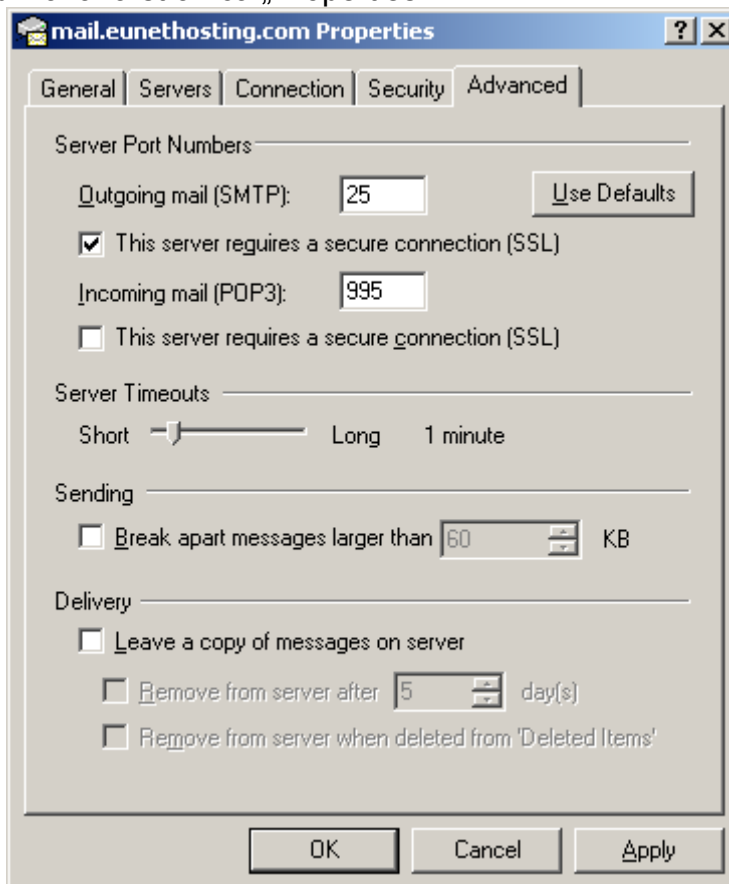 mail.eunethosting.com Properties
General Servers Connection Security Advanced
Server Port Numbers
Outgoing mail (SMTP): 25 Use Defaults
This server requires a secure connection (SSL)
Incoming mail (POP3): 995
This server requires a secure connection (SSL)
Server Timeouts
Short Long 1 minute
Sending
Break apart messages larger than 60 KB
Delivery
Leave a copy of messages on server
Remove from server after 5 day(s)
Remove from server when deleted from 'Deleted Items'
OK Cancel Apply